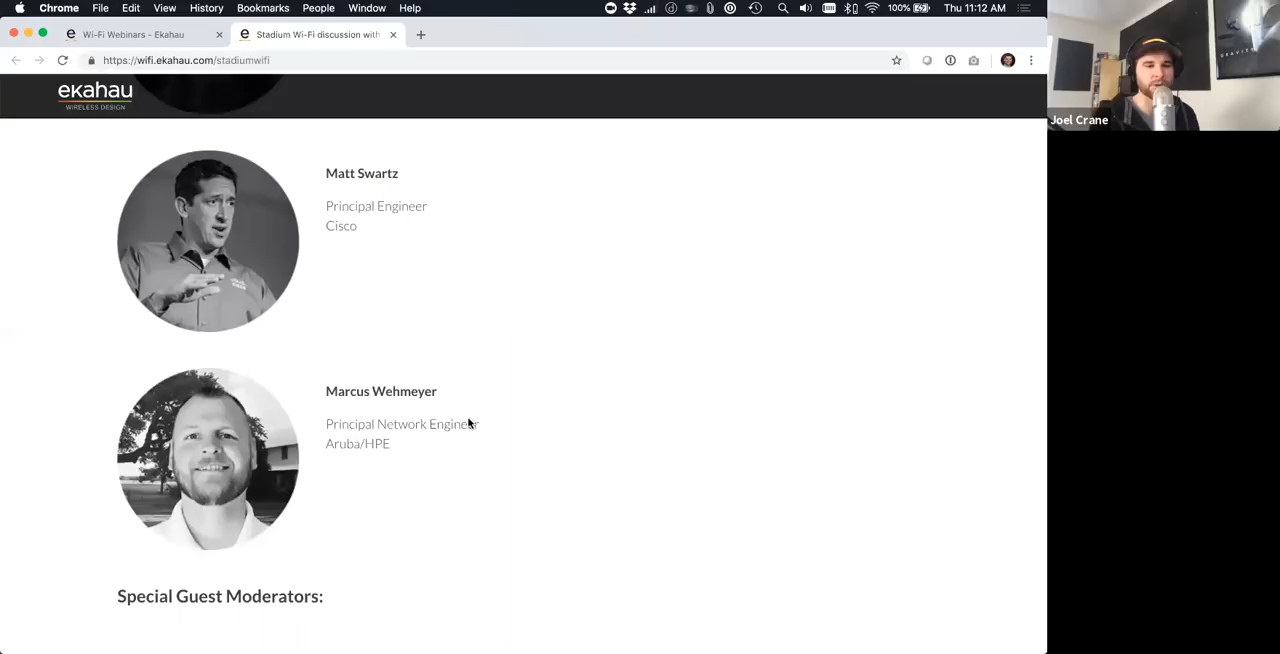 Chrome File Edit View History Bookmarks People Window Help 100% Thu 11:12 AM
Wi-Fi Webinars - Ekahau
Stadium Wi-Fi discussion with
https://wifi.ekahau.com/stadiumwifi
ekahau
WIRELESS DESIGN
Joel Crane
Matt Swartz
Principal Engineer
Cisco
Marcus Wehmeyer
Principal Network Engineer
Aruba/HPE
Special Guest Moderators: